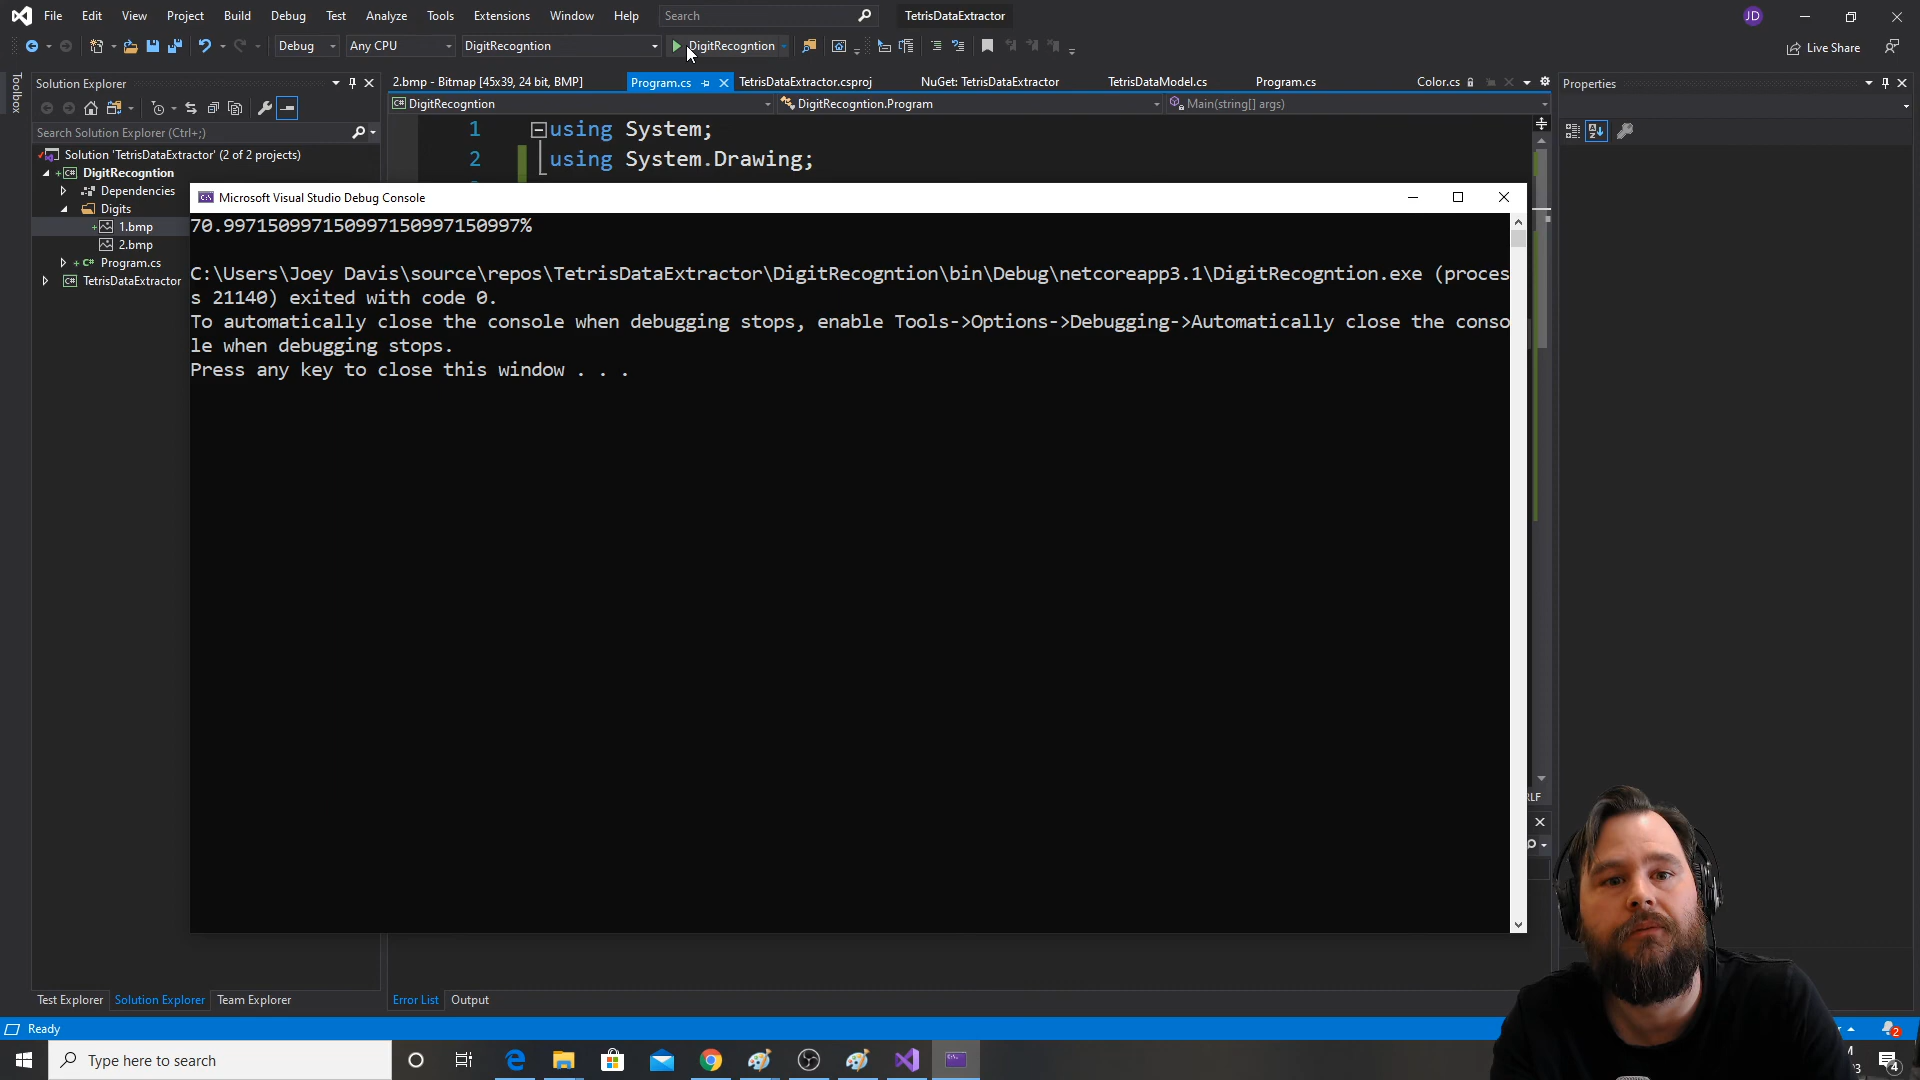 File Edit View Project Build Debug Test Analyze Tools Extensions Window Help Search TetrisDataExtractor JD
Debug Any CPU DigitRecogntion DigitRecogntion Live Share
Toolbox
Solution Explorer
Search Solution Explorer (Ctrl+;)
Solution 'TetrisDataExtractor' (2 of 2 projects)
DigitRecogntion
Dependencies
Digits
1.bmp
2.bmp
Program.cs
TetrisDataExtractor
2.bmp - Bitmap [45x39, 24 bit, BMP] Program.cs TetrisDataExtractor.csproj NuGet: TetrisDataExtractor TetrisDataModel.cs Program.cs Color.cs
DigitRecogntion DigitRecogntion.Program Main(string[] args)
1 using System;
2 using System.Drawing;
Properties
Microsoft Visual Studio Debug Console
70.997150997150997150997150997%
C:\Users\Joey Davis\source\repos\TetrisDataExtractor\DigitRecogntion\bin\Debug\netcoreapp3.1\DigitRecogntion.exe (proces
s 21140) exited with code 0.
To automatically close the console when debugging stops, enable Tools->Options->Debugging->Automatically close the conso
le when debugging stops.
Press any key to close this window . . .
Test Explorer Solution Explorer Team Explorer
Error List Output
Ready
2
Type here to search
4